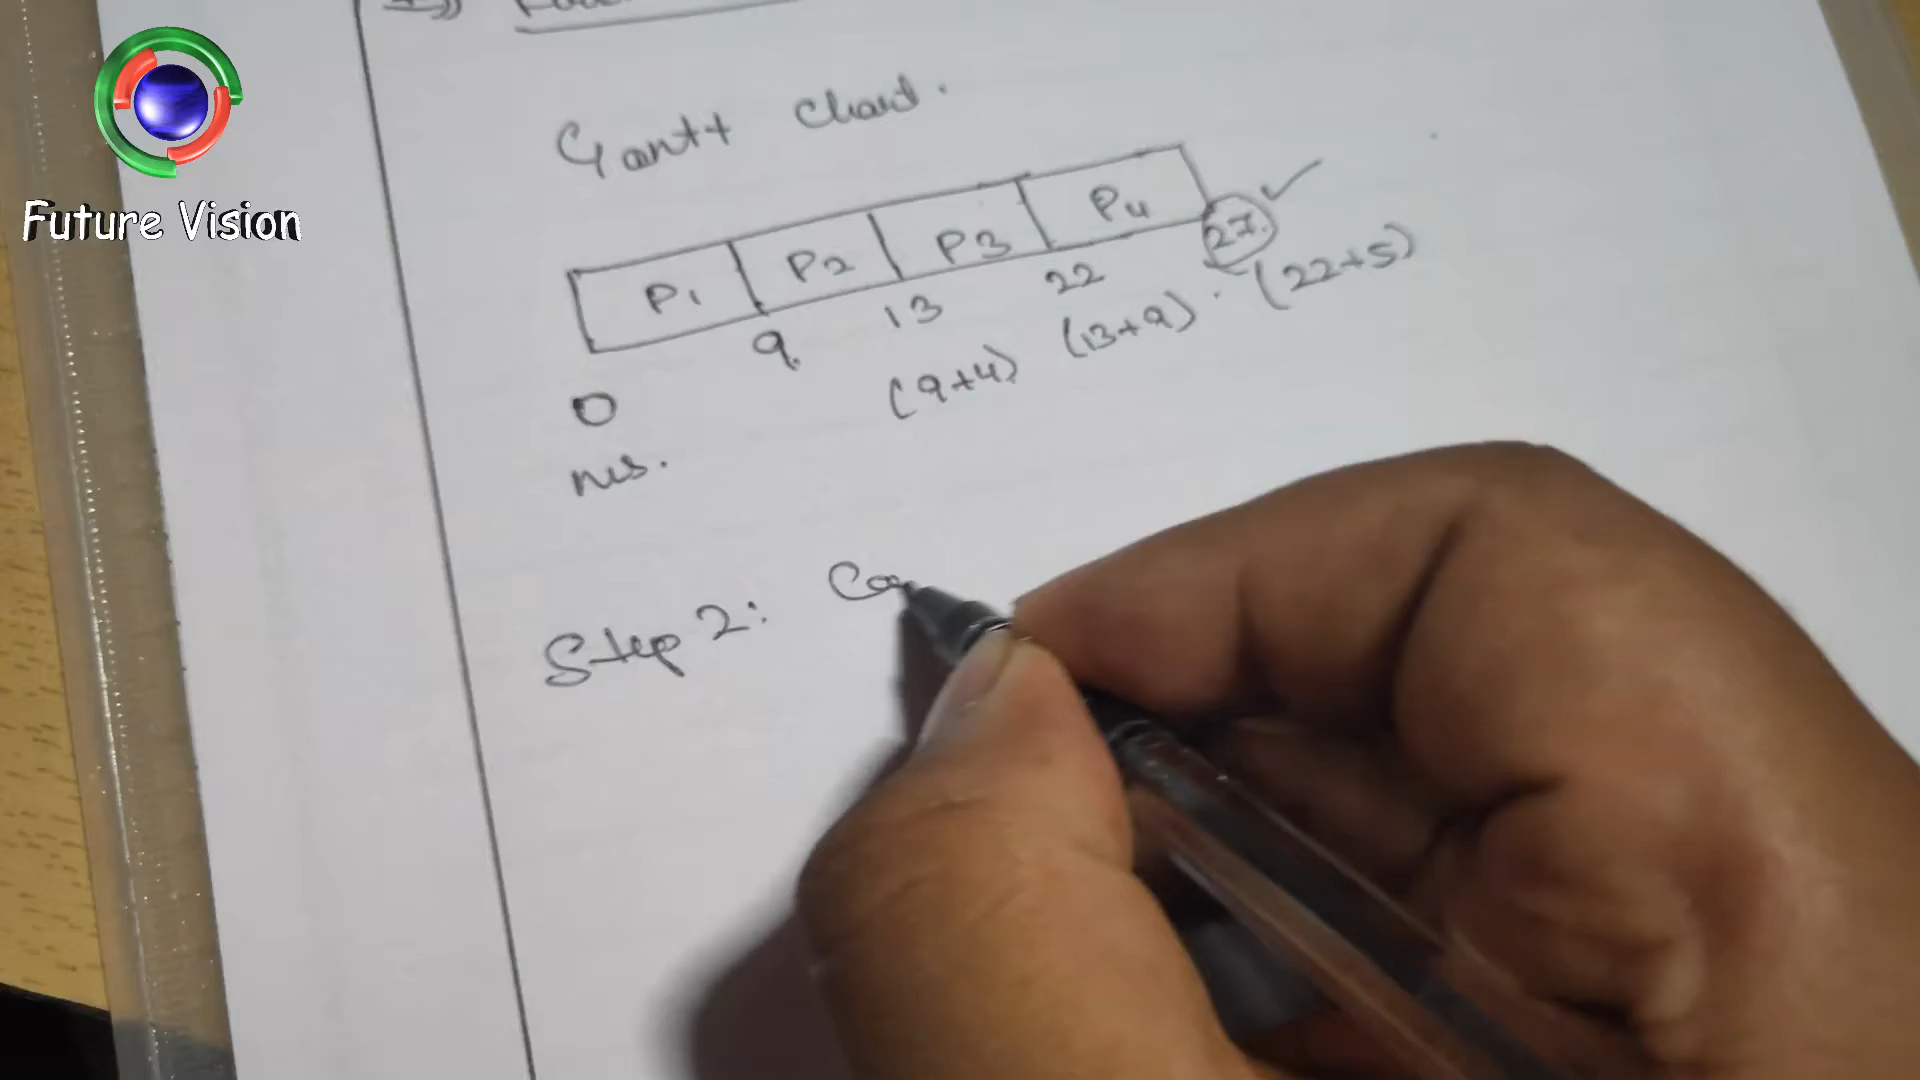 Future Vision
Gantt Chart.
P1 P2 P3 P4
0 9. 13 22 27.
(9+4) (13+9). (22+5)
ms.
Step 2: Co